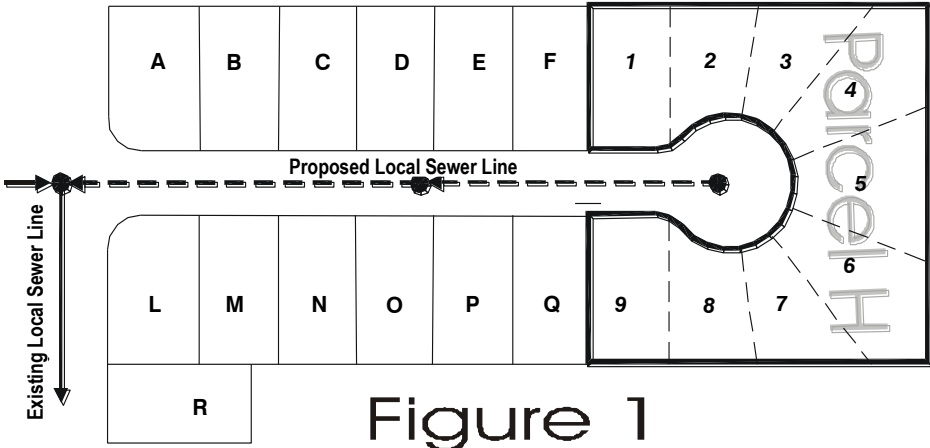 A B C D E F 1 2 3
4
Parcel H
Proposed Local Sewer Line
5
Existing Local Sewer Line
6
L M N O P Q 9 8 7
R
Figure 1